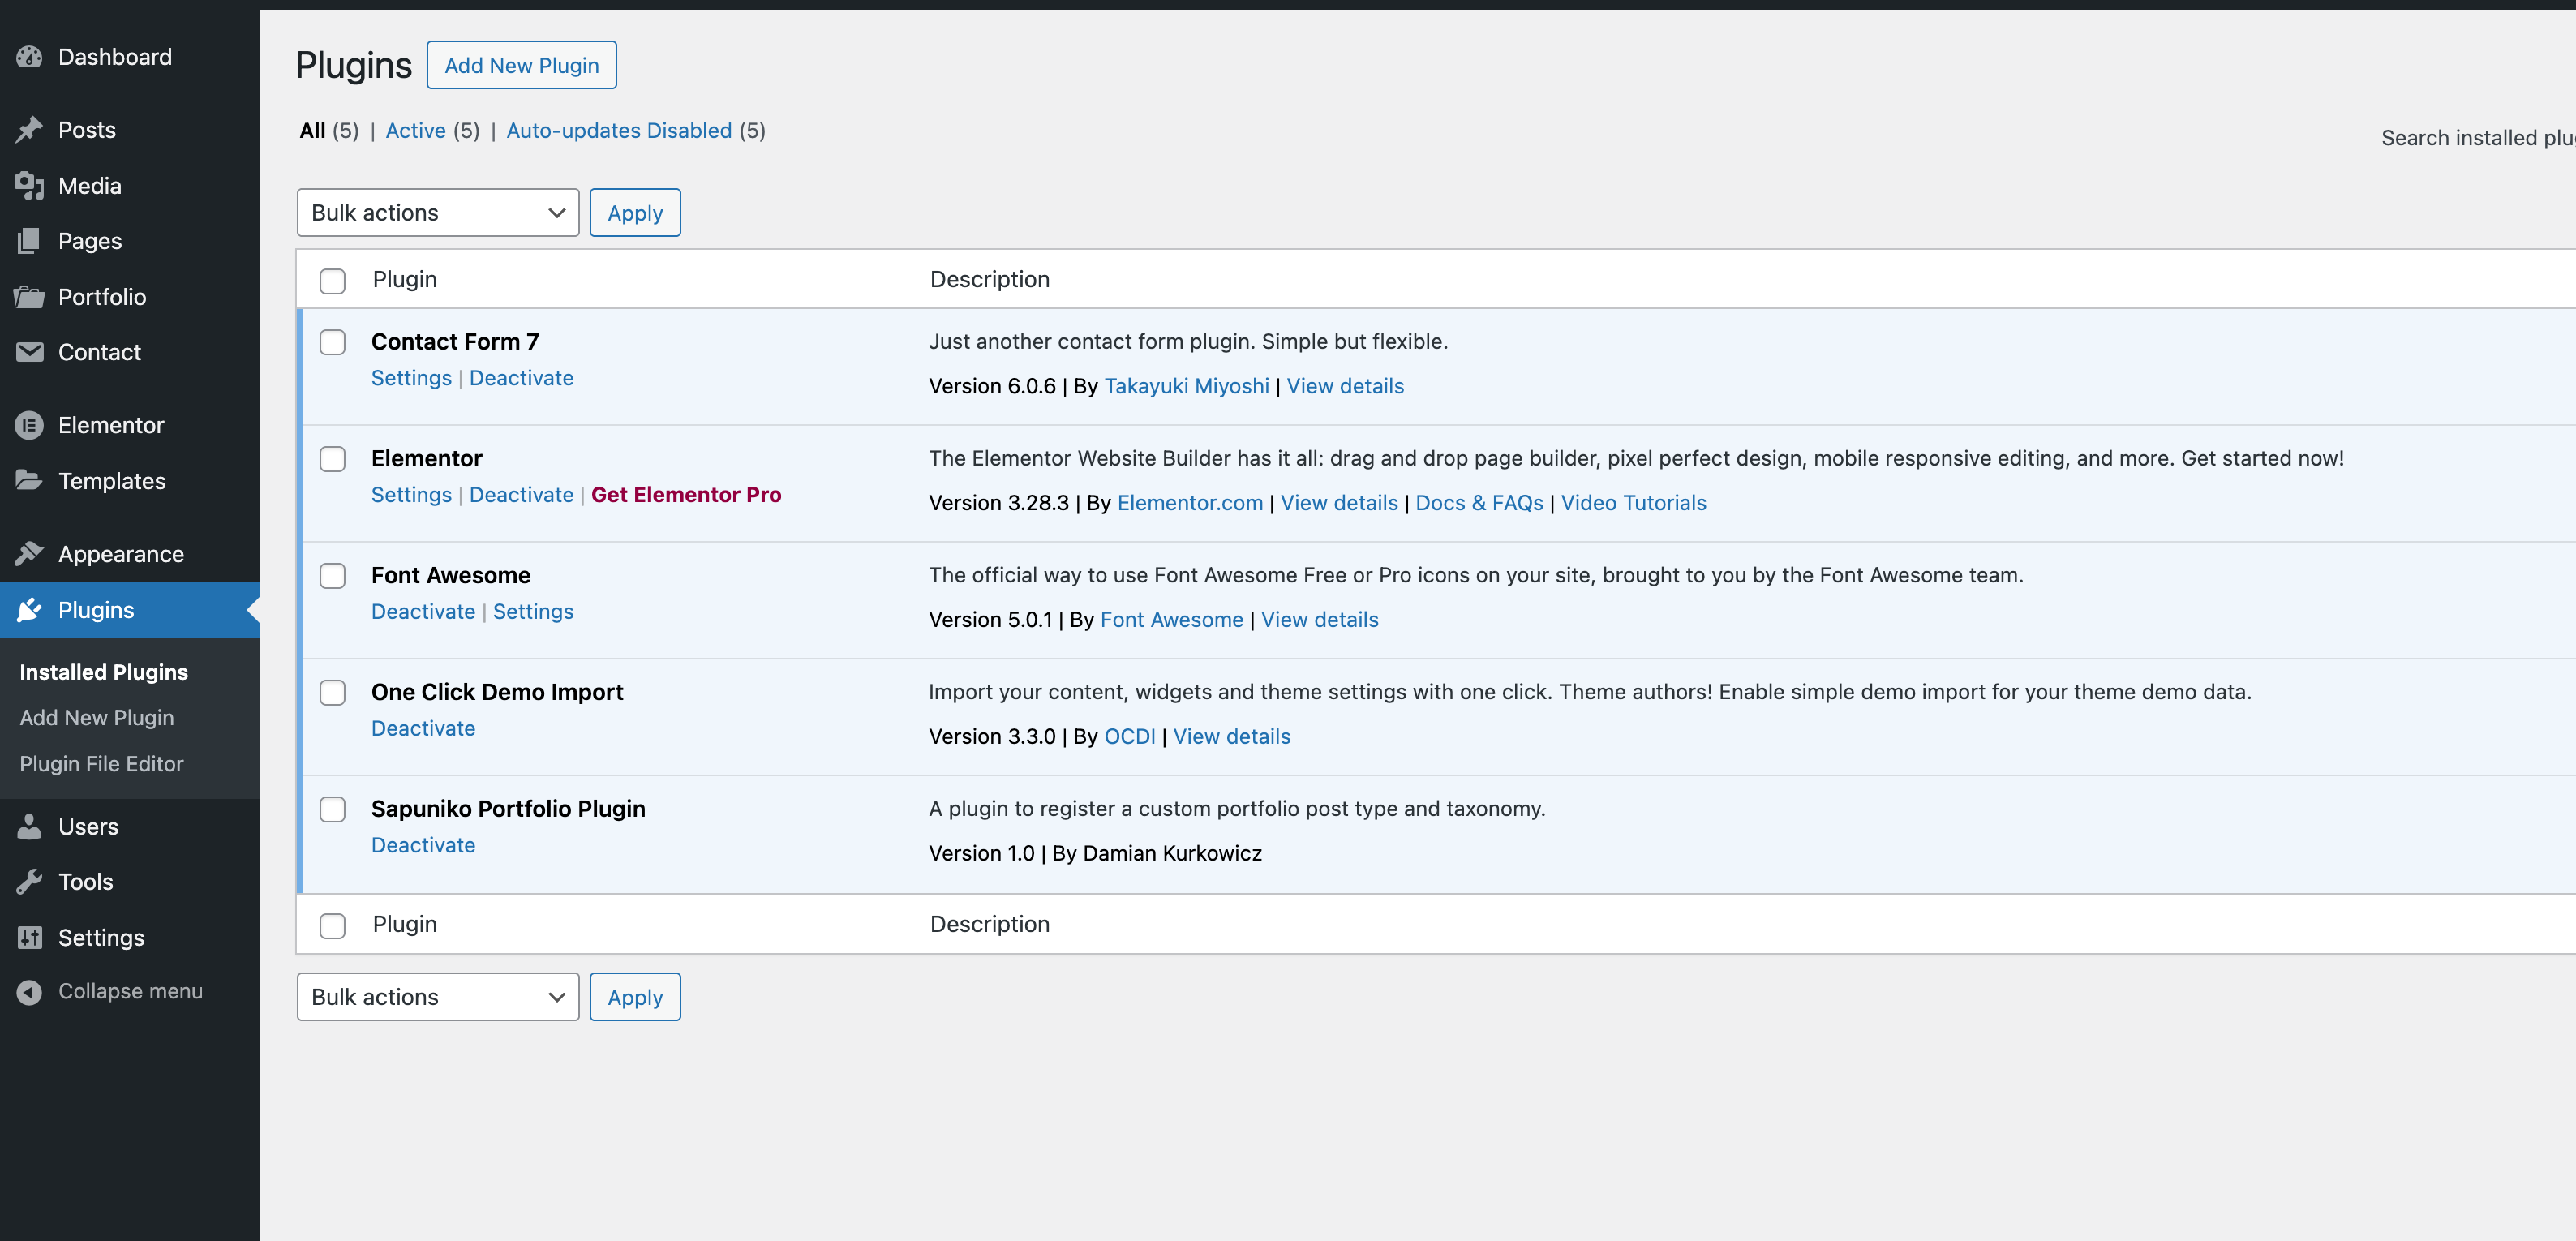 Dashboard
Posts
Media
Pages
Portfolio
Contact
Elementor
Templates
Appearance
Plugins
Installed Plugins
Add New Plugin
Plugin File Editor
Users
Tools
Settings
Collapse menu
Plugins Add New Plugin
All (5) | Active (5) | Auto-updates Disabled (5)
Search installed plu
Bulk actions Apply
Plugin Description
Contact Form 7
Settings | Deactivate
Just another contact form plugin. Simple but flexible.
Version 6.0.6 | By Takayuki Miyoshi | View details
Elementor
Settings | Deactivate | Get Elementor Pro
The Elementor Website Builder has it all: drag and drop page builder, pixel perfect design, mobile responsive editing, and more. Get started now!
Version 3.28.3 | By Elementor.com | View details | Docs & FAQs | Video Tutorials
Font Awesome
Deactivate | Settings
The official way to use Font Awesome Free or Pro icons on your site, brought to you by the Font Awesome team.
Version 5.0.1 | By Font Awesome | View details
One Click Demo Import
Deactivate
Import your content, widgets and theme settings with one click. Theme authors! Enable simple demo import for your theme demo data.
Version 3.3.0 | By OCDI | View details
Sapuniko Portfolio Plugin
Deactivate
A plugin to register a custom portfolio post type and taxonomy.
Version 1.0 | By Damian Kurkowicz
Plugin Description
Bulk actions Apply